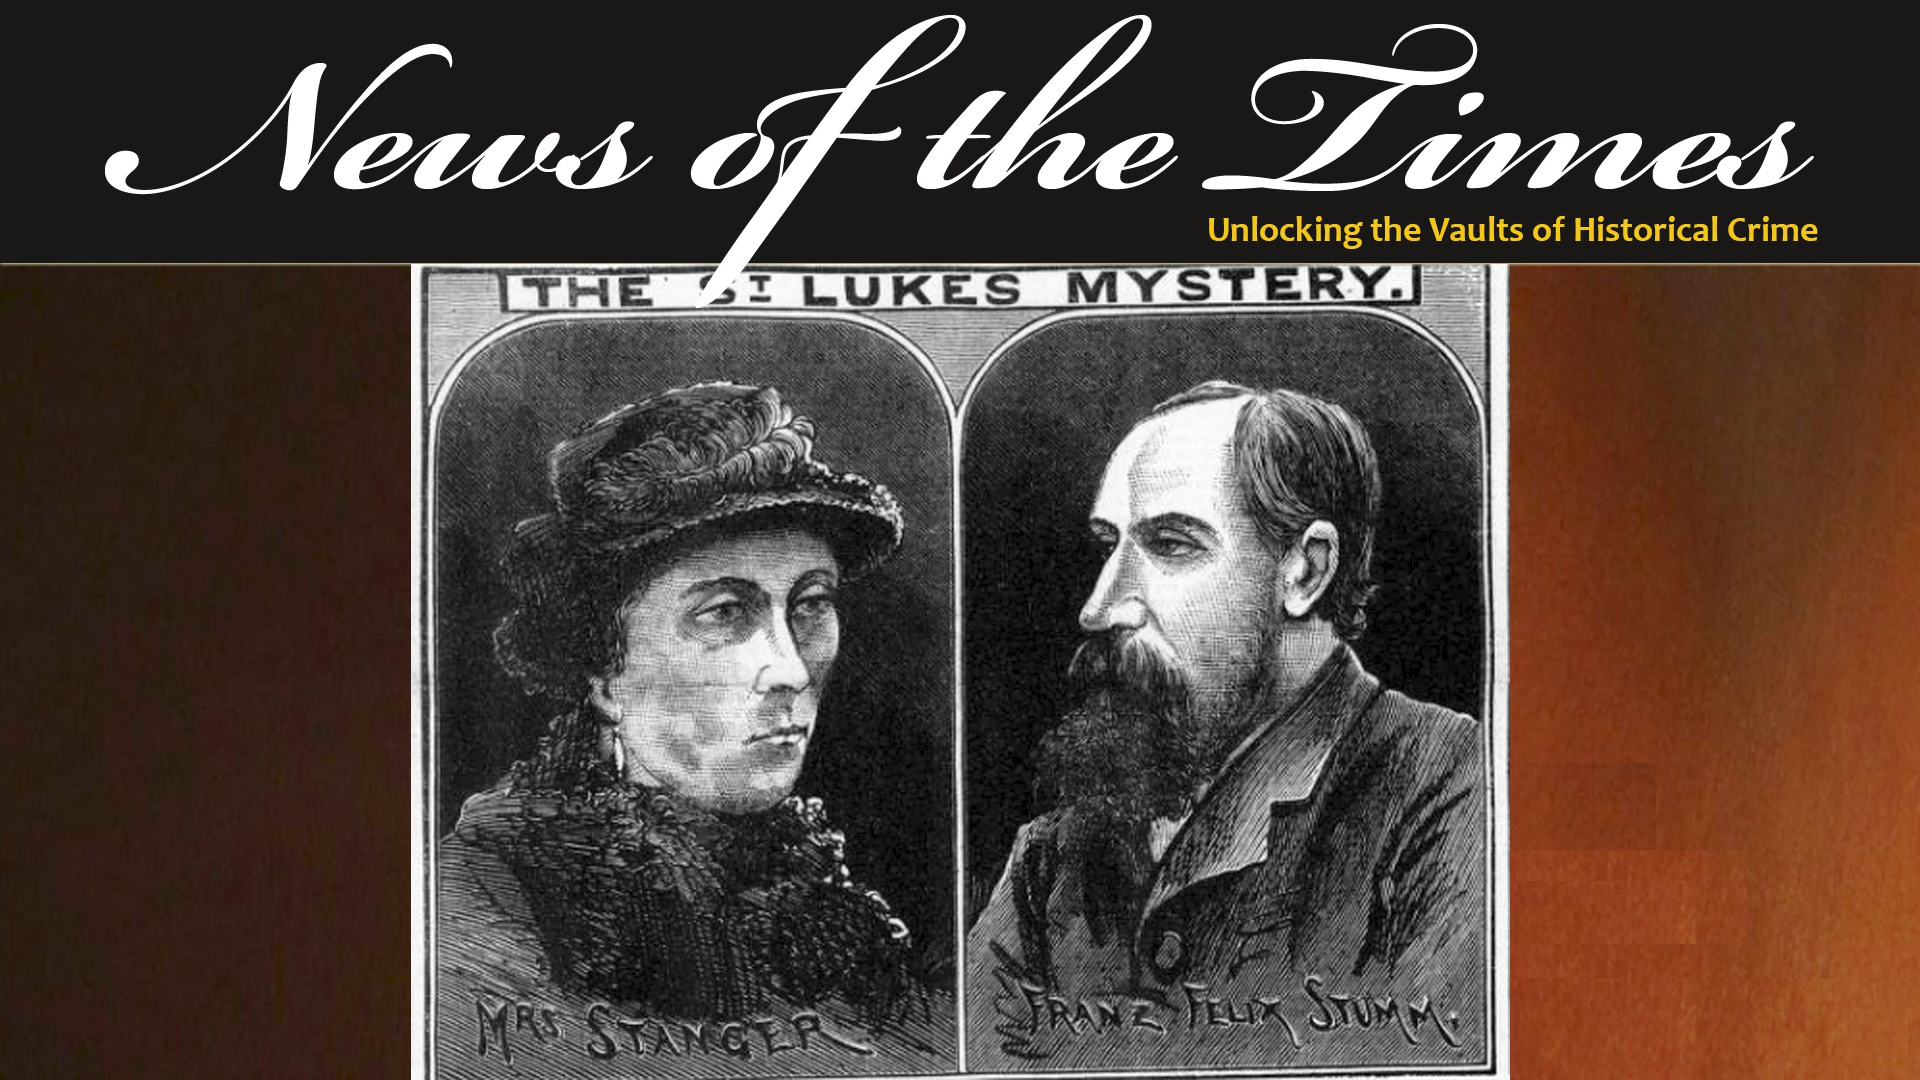 News of the Times
Unlocking the Vaults of Historical Crime
THE ST LUKES MYSTERY.
MRS STANGER
FRANZ FELIX STUMM.